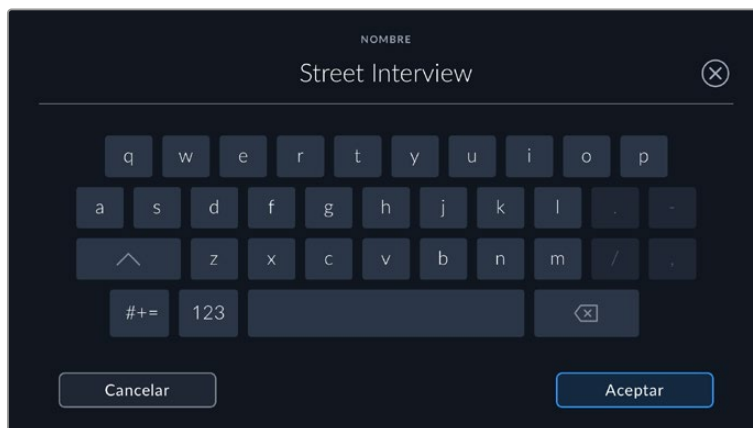 NOMBRE
Street Interview
q w e r t y u i o p
a s d f g h j k l . -
z x c v b n m / ,
#+= 123
Cancelar Aceptar